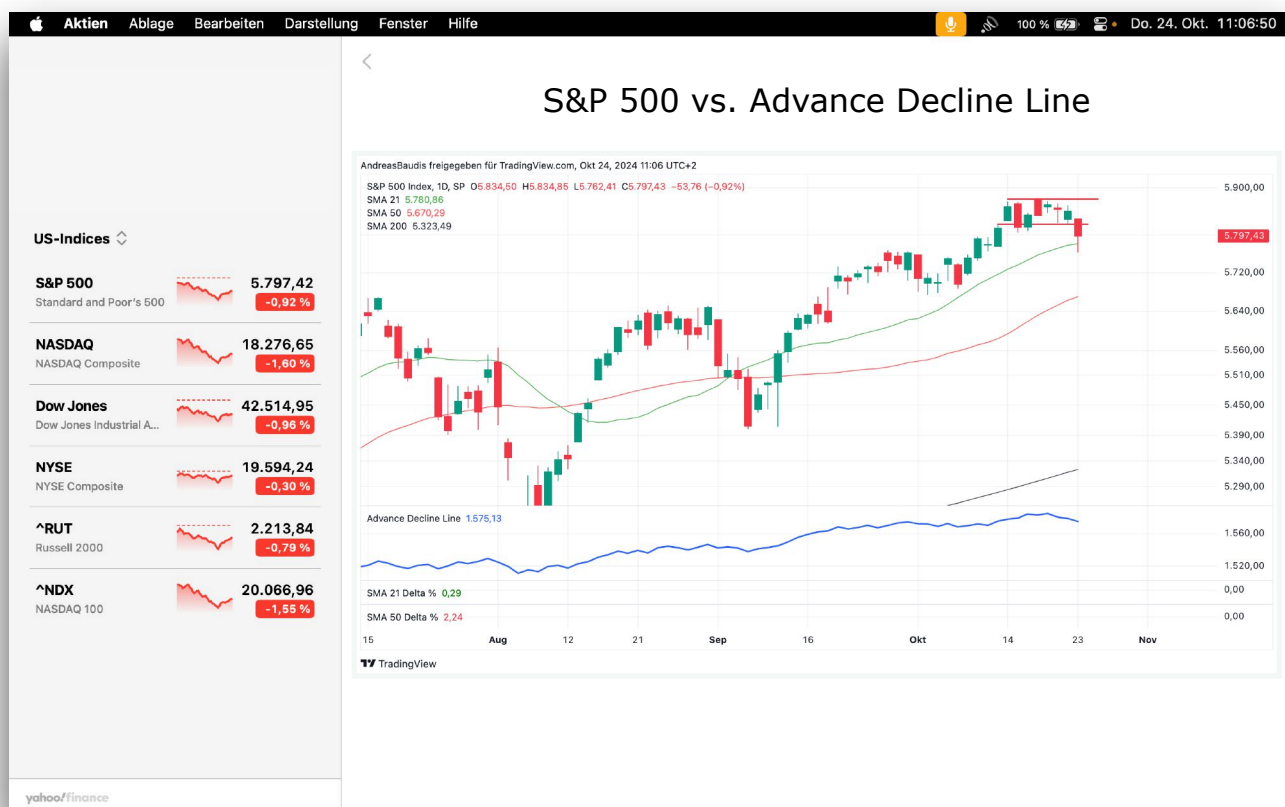 Aktien Ablage Bearbeiten Darstellung Fenster Hilfe 100 % Do. 24. Okt. 11:06:50
S&P 500 vs. Advance Decline Line
US-Indices
S&P 500 5.797,42
Standard and Poor's 500 -0,92 %
NASDAQ 18.276,65
NASDAQ Composite -1,60 %
Dow Jones 42.514,95
Dow Jones Industrial A... -0,96 %
NYSE 19.594,24
NYSE Composite -0,30 %
^RUT 2.213,84
Russell 2000 -0,79 %
^NDX 20.066,96
NASDAQ 100 -1,55 %
yahoo!finance
AndreasBaudis freigegeben für TradingView.com, Okt 24, 2024 11:06 UTC+2
S&P 500 Index, 1D, SP O5.834,50 H5.834,85 L5.762,41 C5.797,43 −53,76 (−0,92%)
SMA 21 5.780,86
SMA 50 5.670,29
SMA 200 5.323,49
5.900,00
5.797,43
5.720,00
5.640,00
5.560,00
5.510,00
5.450,00
5.390,00
5.340,00
5.290,00
Advance Decline Line 1.575,13
1.560,00
1.520,00
SMA 21 Delta % 0,29 0,00
SMA 50 Delta % 2,24 0,00
15 Aug 12 21 Sep 16 Okt 14 23 Nov
TradingView